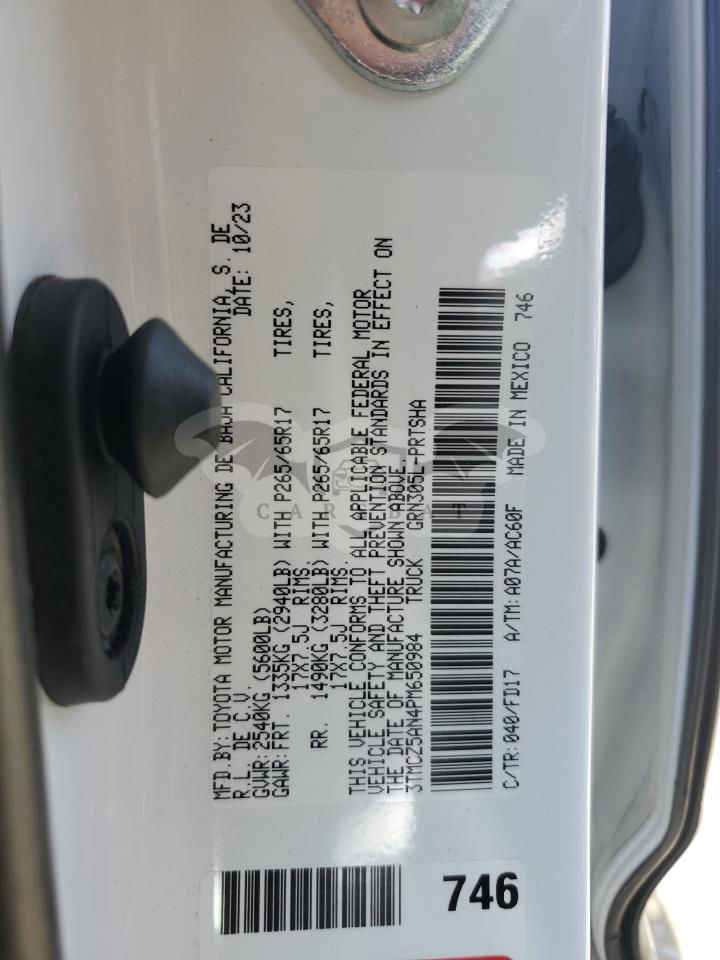 MFD.BY:TOYOTA MOTOR MANUFACTURING DE BAJA CALIFORNIA, S. DE
R.L. DE C.V. DATE: 10/23
GVWR:2540KG (5600LB)
GAWR:FRT. 1335KG (2940LB) WITH P265/65R17 TIRES,
17X7.5J RIMS.
RR. 1490KG (3280LB) WITH P265/65R17 TIRES,
17X7.5J RIMS.
THIS VEHICLE CONFORMS TO ALL APPLICABLE FEDERAL MOTOR
VEHICLE SAFETY AND THEFT PREVENTION STANDARDS IN EFFECT ON
THE DATE OF MANUFACTURE SHOWN ABOVE.
3TMCZ5AN4PM650984 TRUCK GRN305L-PRTSHA
C/TR:040/FD17 A/TM:A07A/AC60F MADE IN MEXICO 746
746
CARCBAT